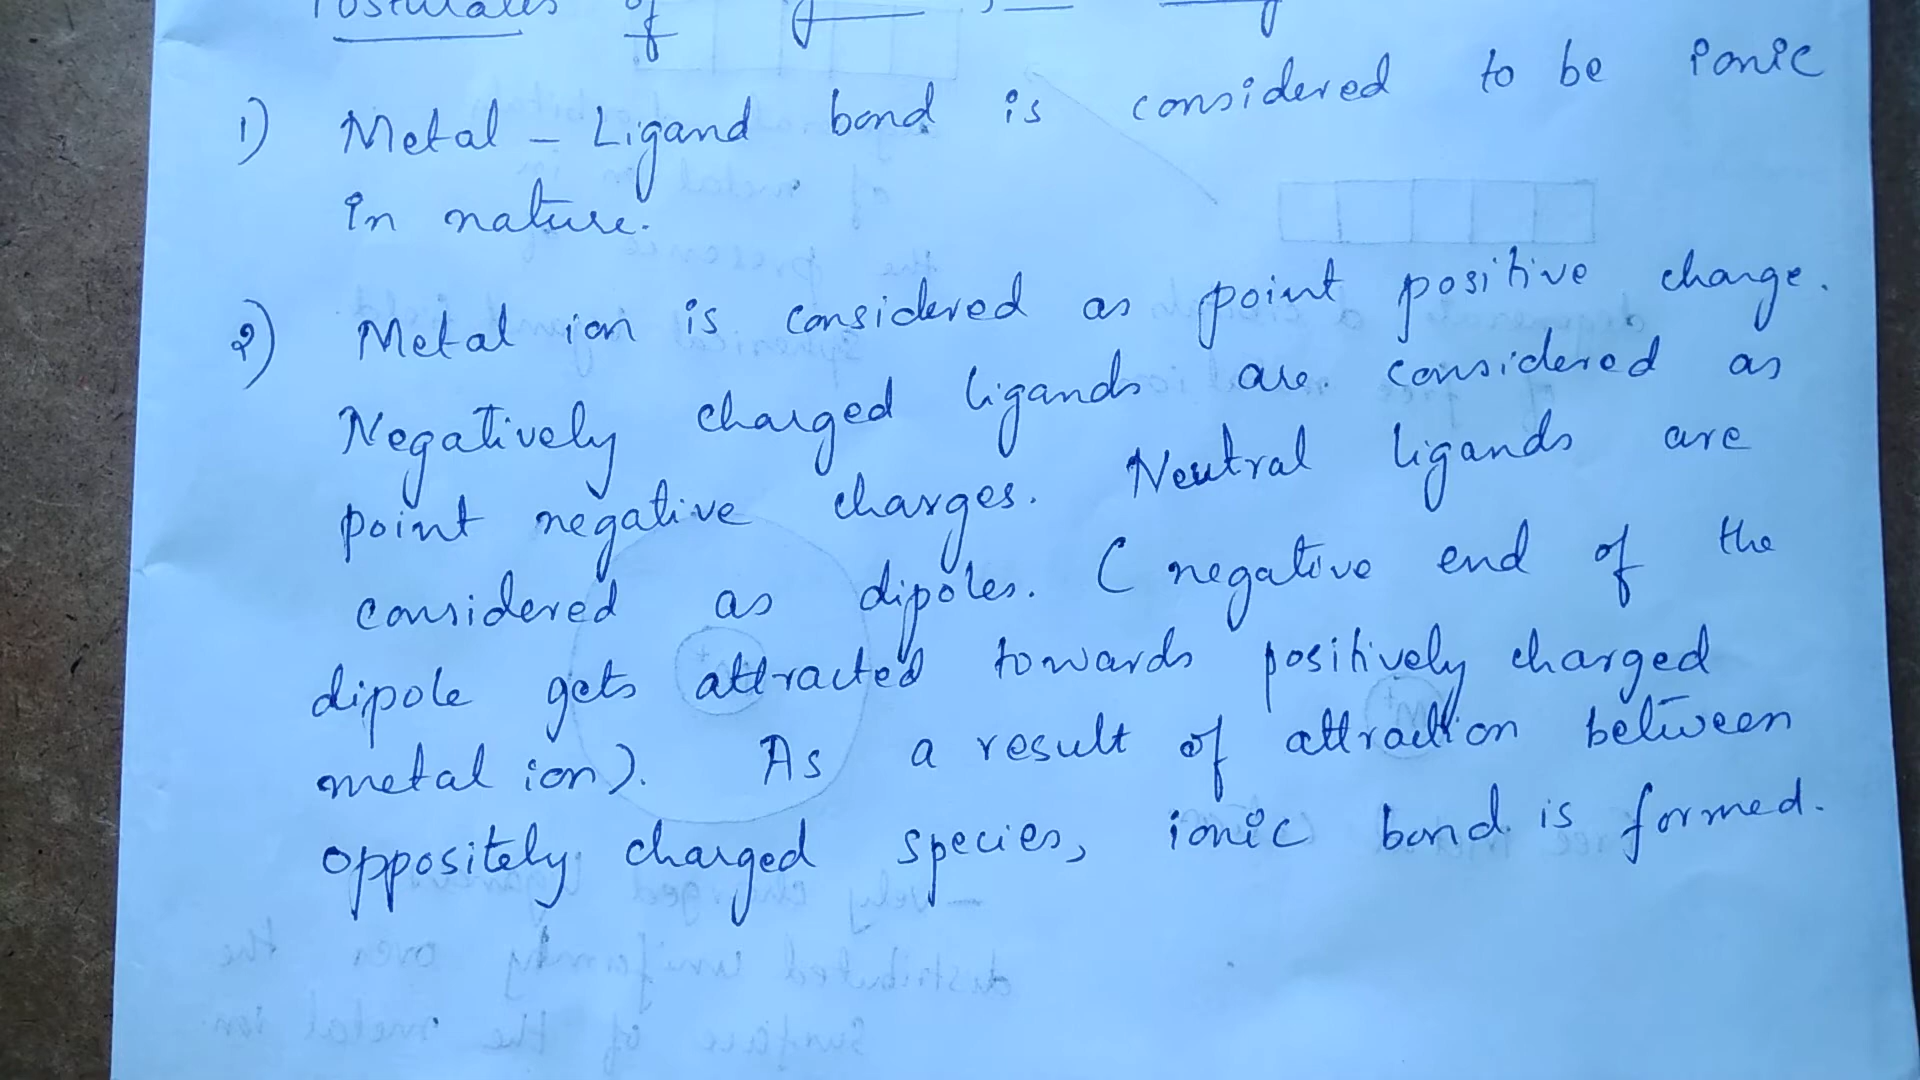 Postulates of
1) Metal - Ligand bond is considered to be ionic
in nature.
2) Metal ion is considered as point positive charge.
Negatively charged ligands are considered as
point negative charges. Neutral ligands are
considered as dipoles. (negative end of the
dipole gets attracted towards positively charged
metal ion). As a result of attraction between
oppositely charged species, ionic bond is formed.